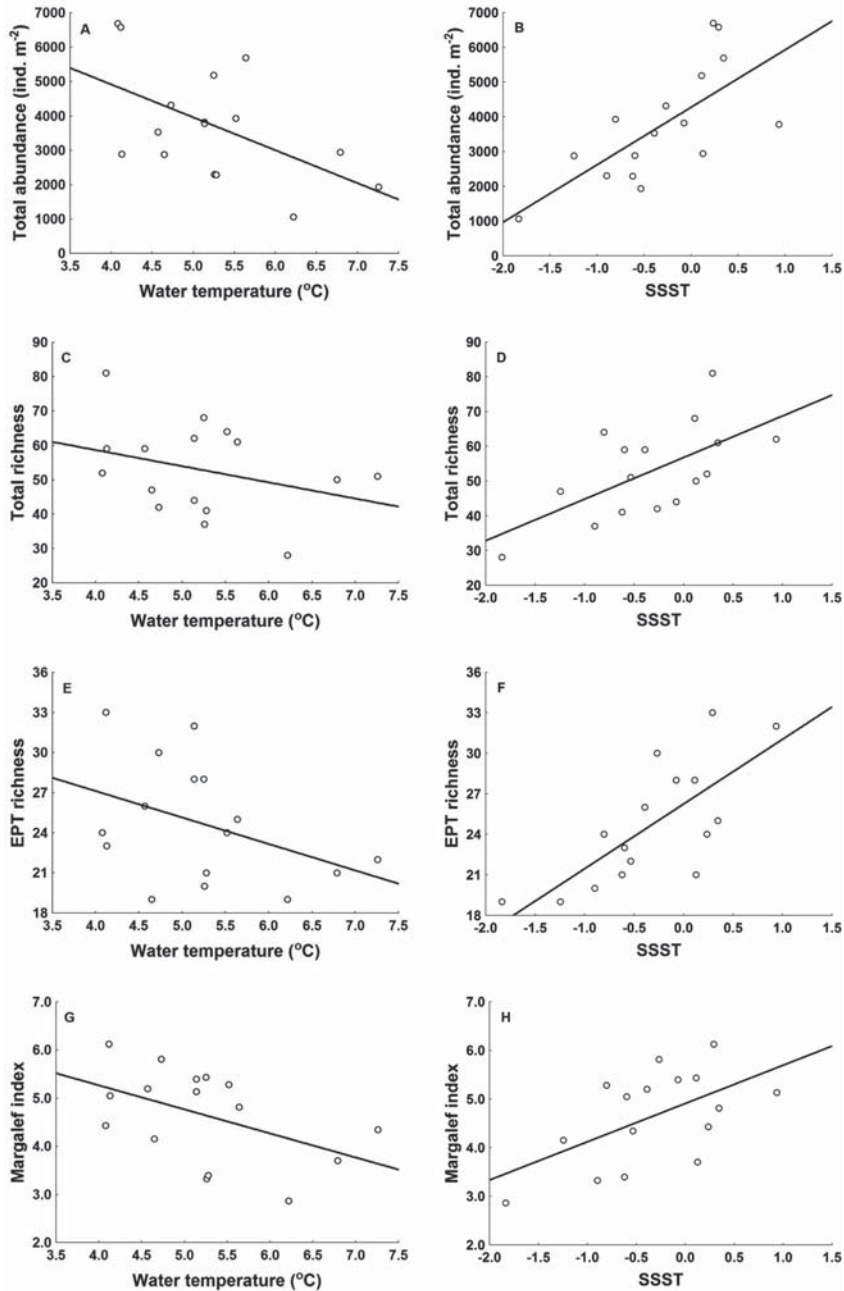 A
Total abundance (ind. m-2)
7000
6000
5000
4000
3000
2000
1000
0
3.5 4.0 4.5 5.0 5.5 6.0 6.5 7.0 7.5
Water temperature (oC)
B
Total abundance (ind. m-2)
7000
6000
5000
4000
3000
2000
1000
0
-2.0 -1.5 -1.0 -0.5 0.0 0.5 1.0 1.5
SSST
C
Total richness
90
80
70
60
50
40
30
20
3.5 4.0 4.5 5.0 5.5 6.0 6.5 7.0 7.5
Water temperature (oC)
D
Total richness
90
80
70
60
50
40
30
20
-2.0 -1.5 -1.0 -0.5 0.0 0.5 1.0 1.5
SSST
E
EPT richness
36
33
30
27
24
21
18
3.5 4.0 4.5 5.0 5.5 6.0 6.5 7.0 7.5
Water temperature (oC)
F
EPT richness
36
33
30
27
24
21
18
-2.0 -1.5 -1.0 -0.5 0.0 0.5 1.0 1.5
SSST
G
Margalef index
7.0
6.0
5.0
4.0
3.0
2.0
3.5 4.0 4.5 5.0 5.5 6.0 6.5 7.0 7.5
Water temperature (oC)
H
Margalef index
7.0
6.0
5.0
4.0
3.0
2.0
-2.0 -1.5 -1.0 -0.5 0.0 0.5 1.0 1.5
SSST